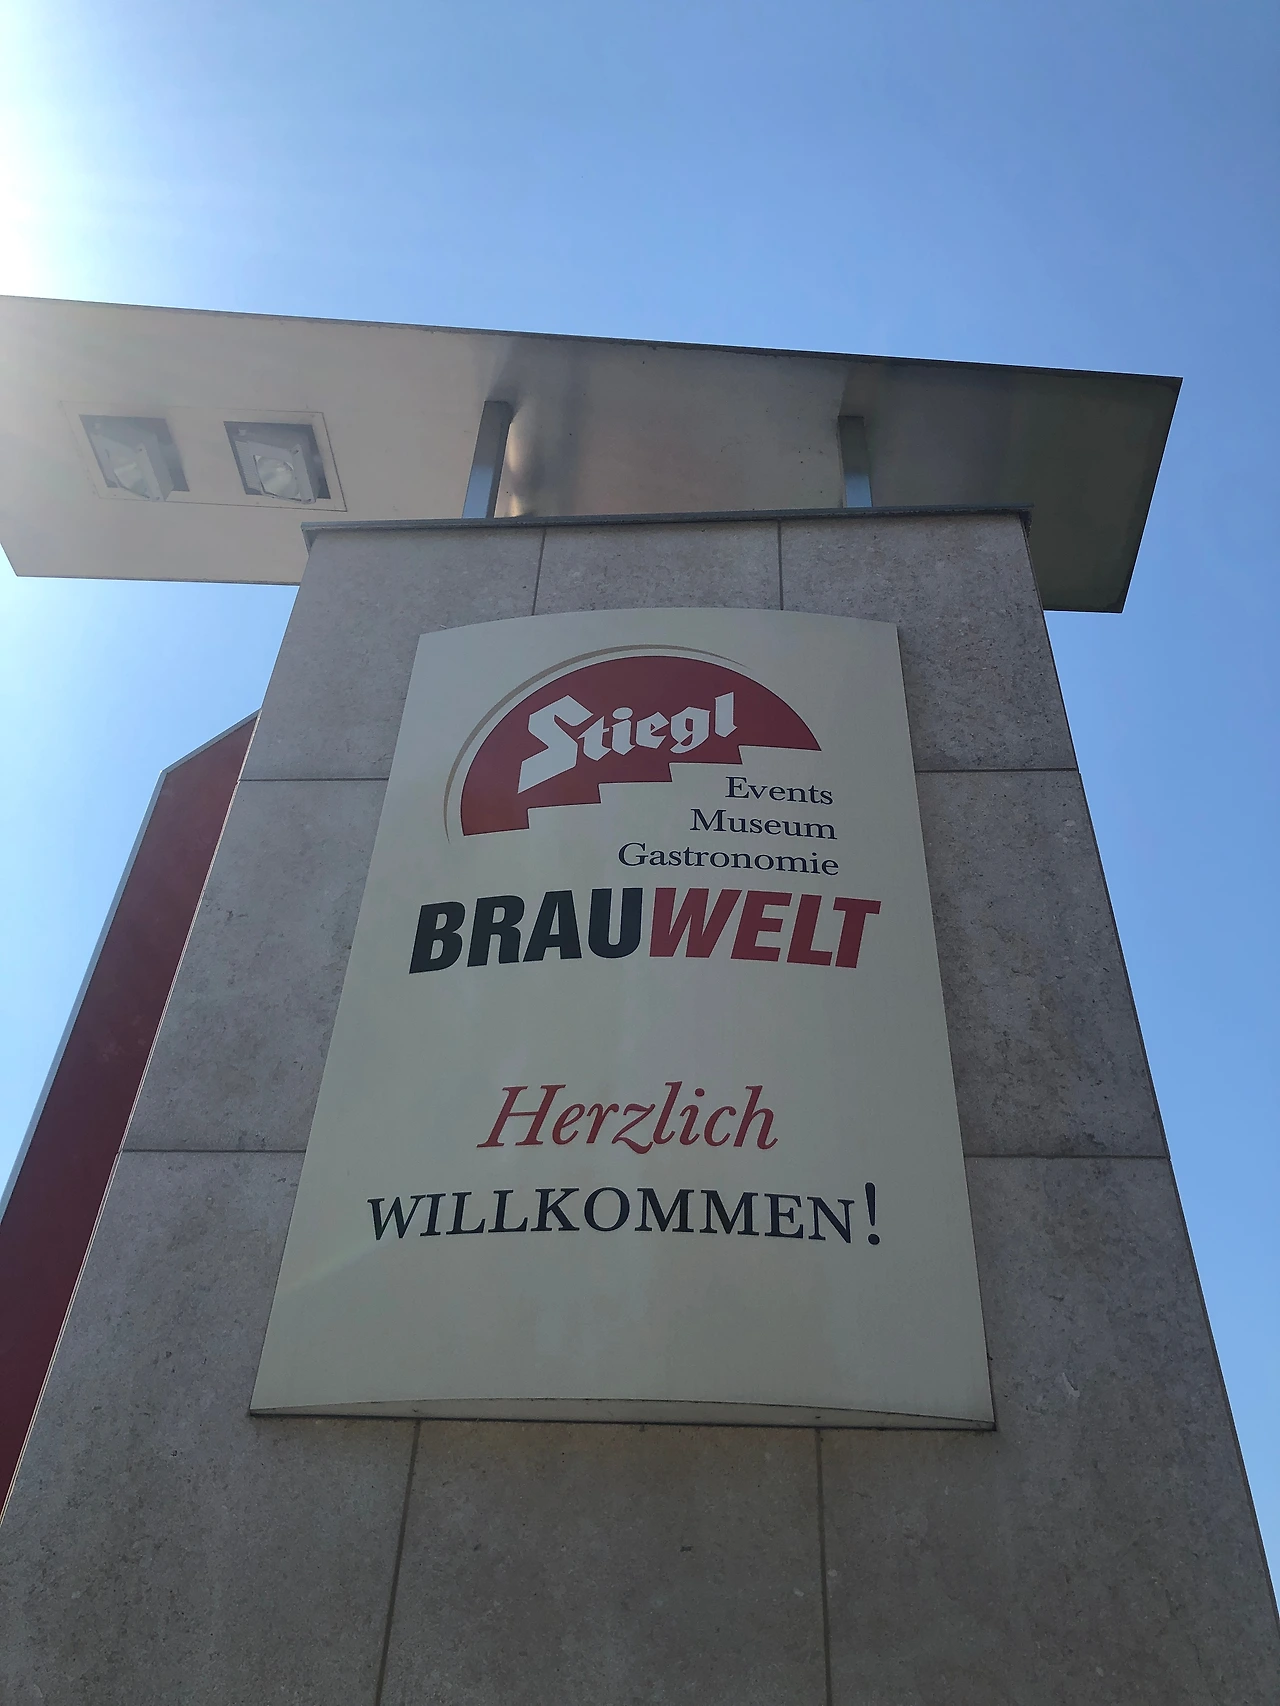 Stiegl
Events
Museum
Gastronomie
BRAUWELT
Herzlich
WILLKOMMEN!